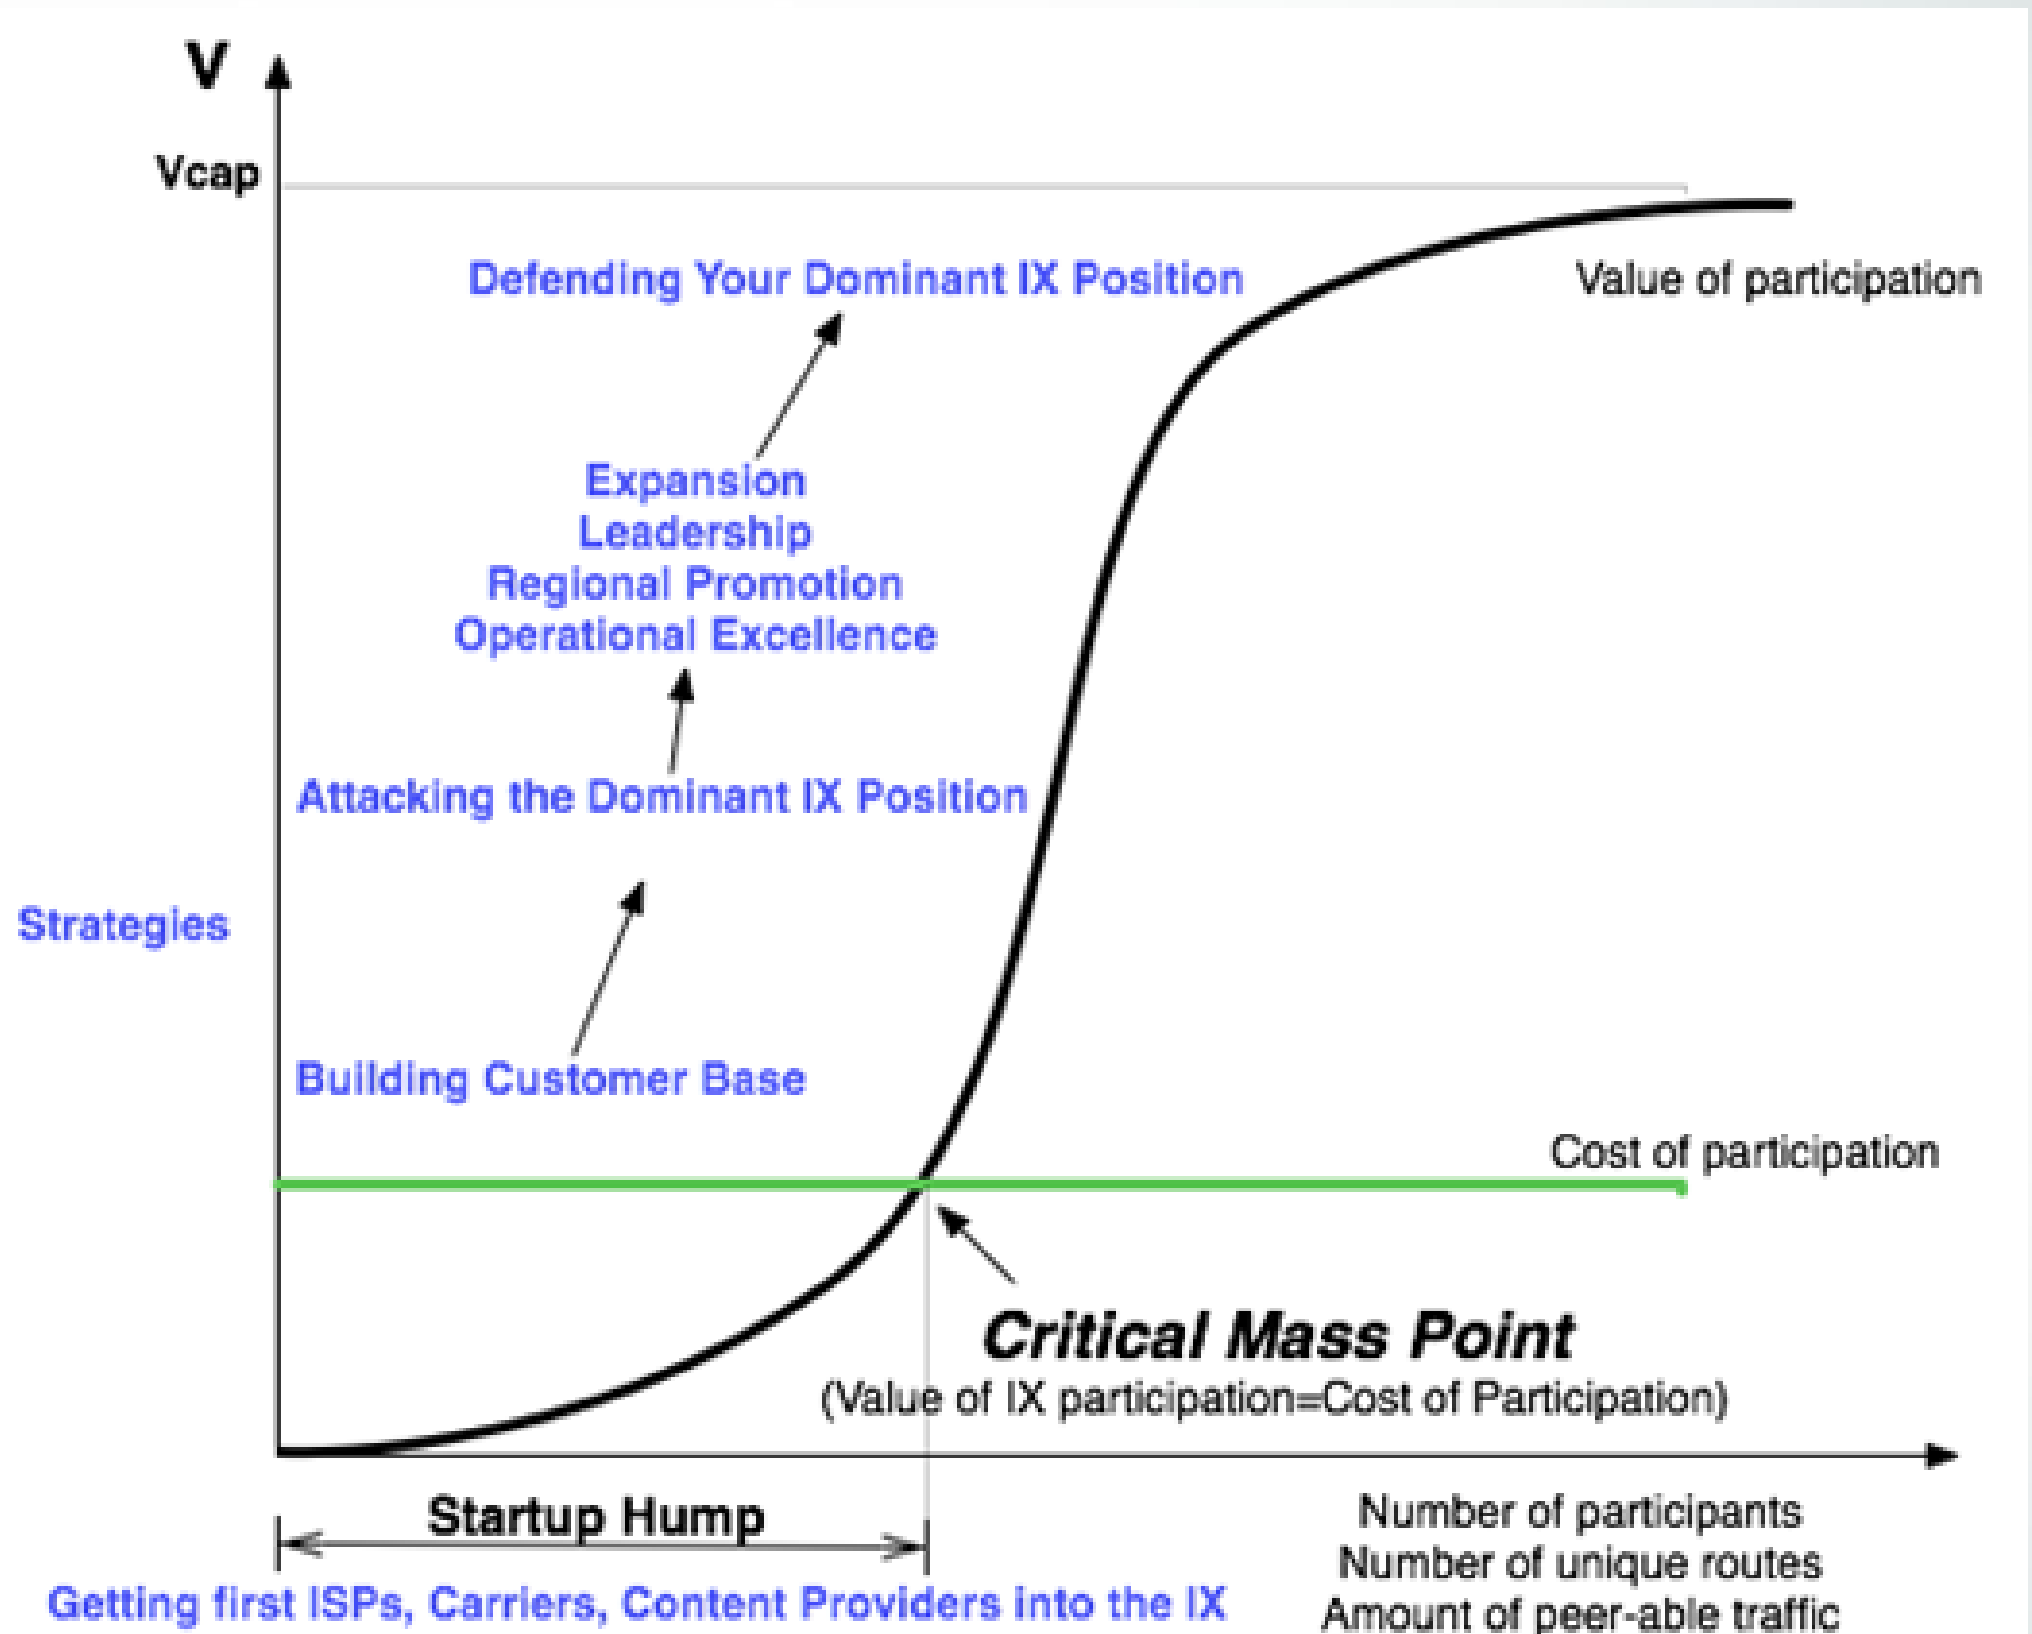 V
Vcap
Defending Your Dominant IX Position
Value of participation
Expansion
Leadership
Regional Promotion
Operational Excellence
Attacking the Dominant IX Position
Strategies
Building Customer Base
Cost of participation
Critical Mass Point
(Value of IX participation=Cost of Participation)
Startup Hump
Getting first ISPs, Carriers, Content Providers into the IX
Number of participants
Number of unique routes
Amount of peer-able traffic